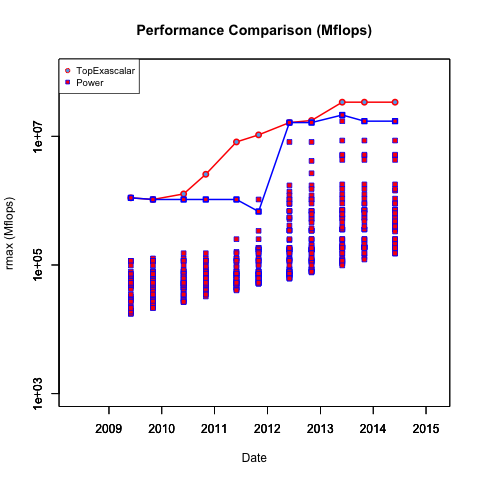 Performance Comparison (Mflops)
TopExascalar
Power
1e+07
1e+05
1e+03
rmax (Mflops)
2009 2010 2011 2012 2013 2014 2015
Date